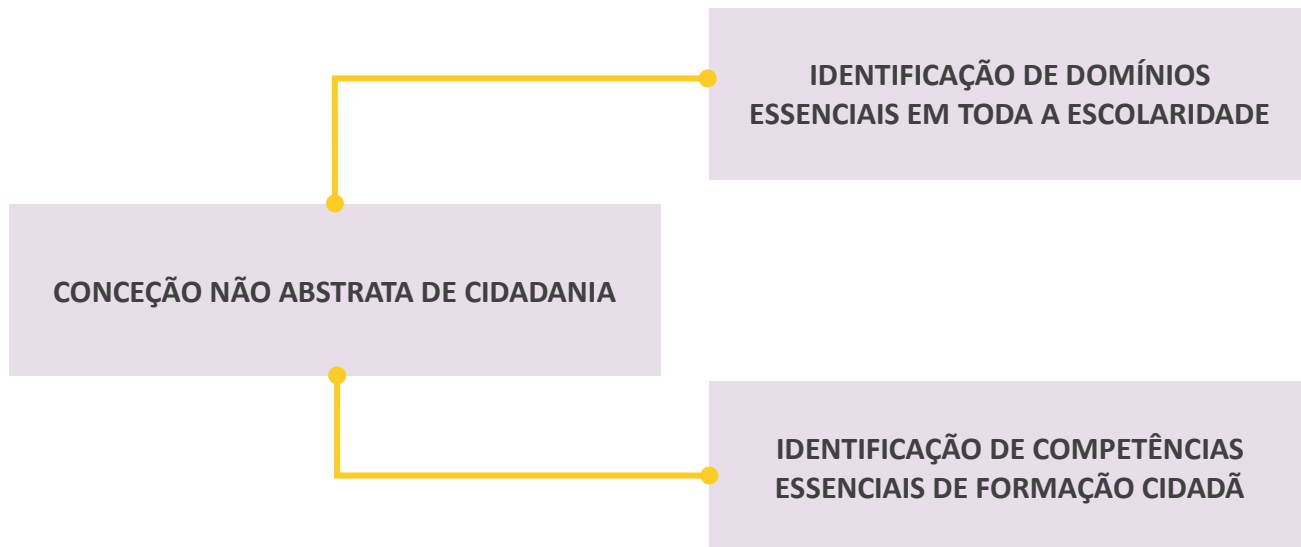 IDENTIFICAÇÃO DE DOMÍNIOS
ESSENCIAIS EM TODA A ESCOLARIDADE
CONCEÇÃO NÃO ABSTRATA DE CIDADANIA
IDENTIFICAÇÃO DE COMPETÊNCIAS
ESSENCIAIS DE FORMAÇÃO CIDADÃ